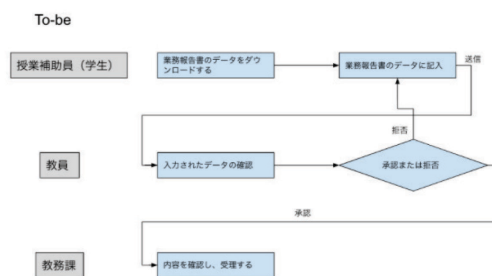 To-be
授業補助員（学生）
業務報告書のデータをダウ
ンロードする
業務報告書のデータに記入
送信
拒否
教員
入力されたデータの確認
承認または拒否
承認
教務課
内容を確認し、受理する